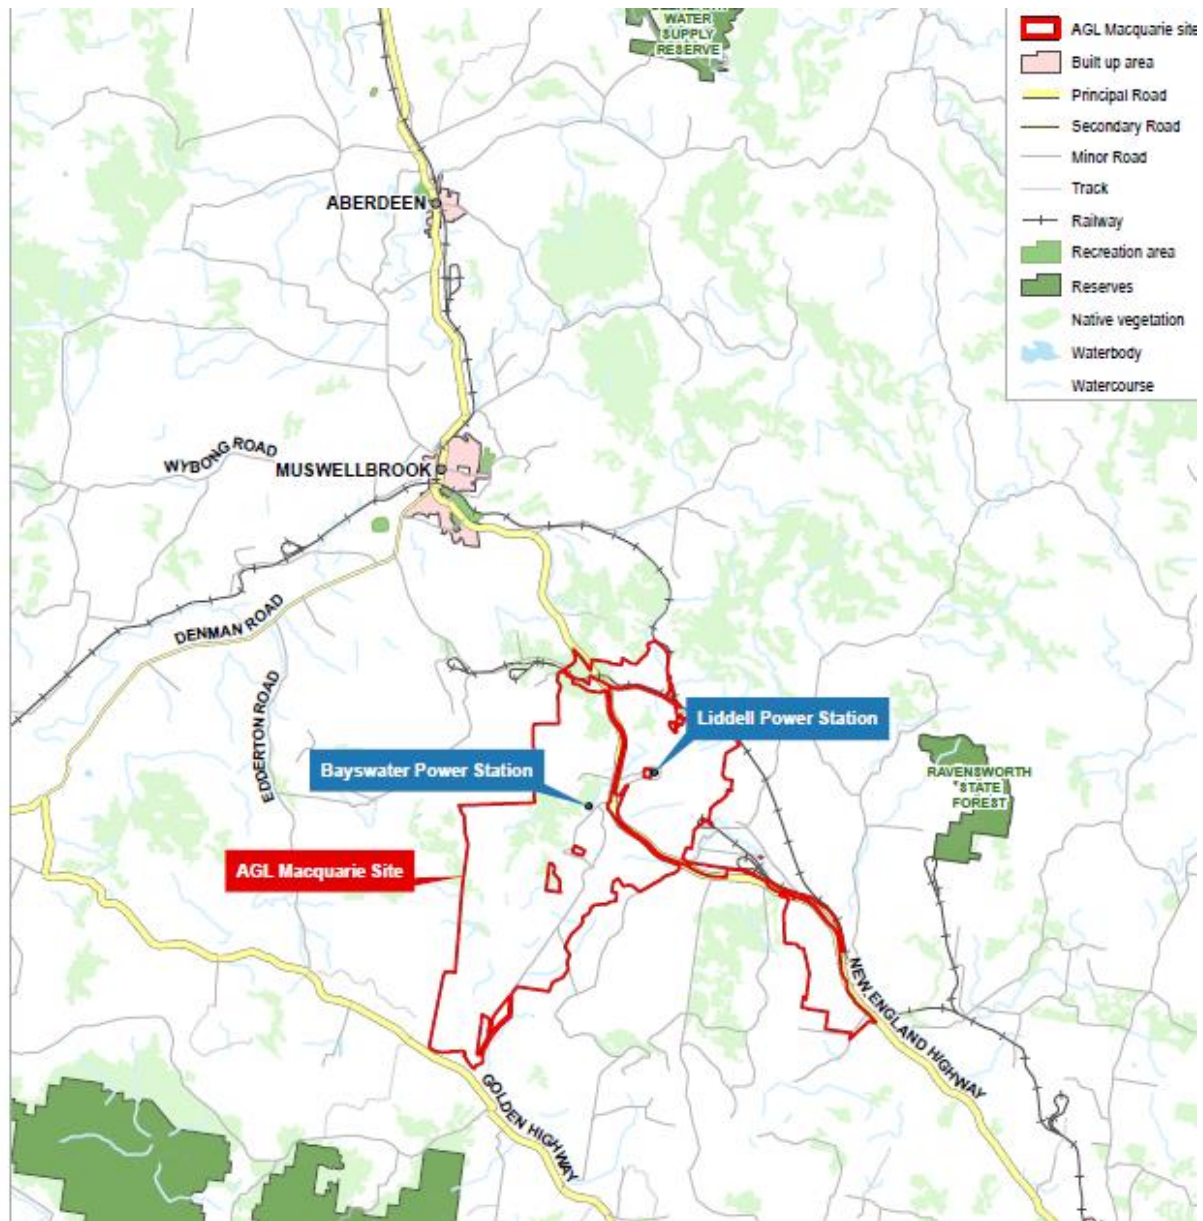 WATER
SUPPLY
RESERVE
AGL Macquarie site
Built up area
Principal Road
Secondary Road
Minor Road
Track
Railway
Recreation area
Reserves
Native vegetation
Waterbody
Watercourse
ABERDEEN
WYBONG ROAD
MUSWELLBROOK
DENMAN ROAD
EDDERTON ROAD
Liddell Power Station
Bayswater Power Station
RAVENSWORTH
STATE
FOREST
AGL Macquarie Site
NEW ENGLAND HIGHWAY
GOLDEN HIGHWAY